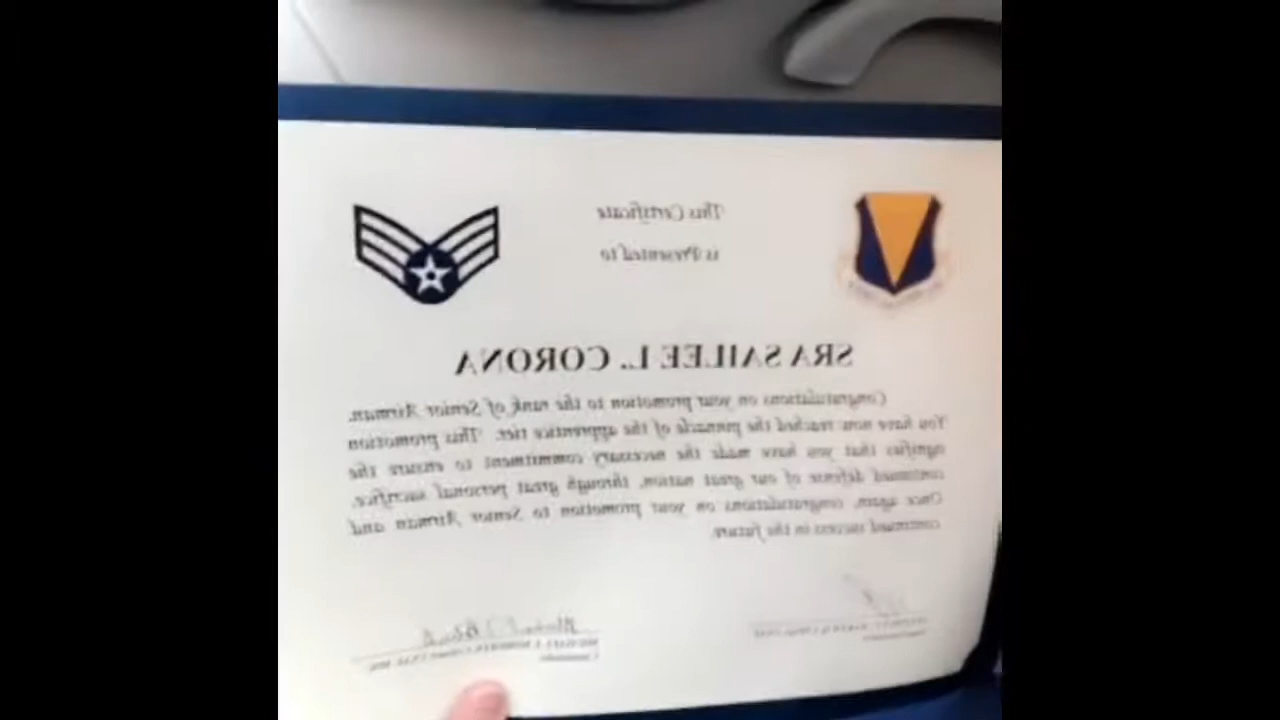 This Certificate
is Presented to
SRA SAILEE L. CORONA
Congratulations on your promotion to the rank of Senior Airman.
You have now reached the pinnacle of the apprentice tier. This promotion
signifies that you have made the necessary commitment to ensure the
continued defense of our great nation, through great personal sacrifice.
Once again, congratulations on your promotion to Senior Airman and
continued success in the future.